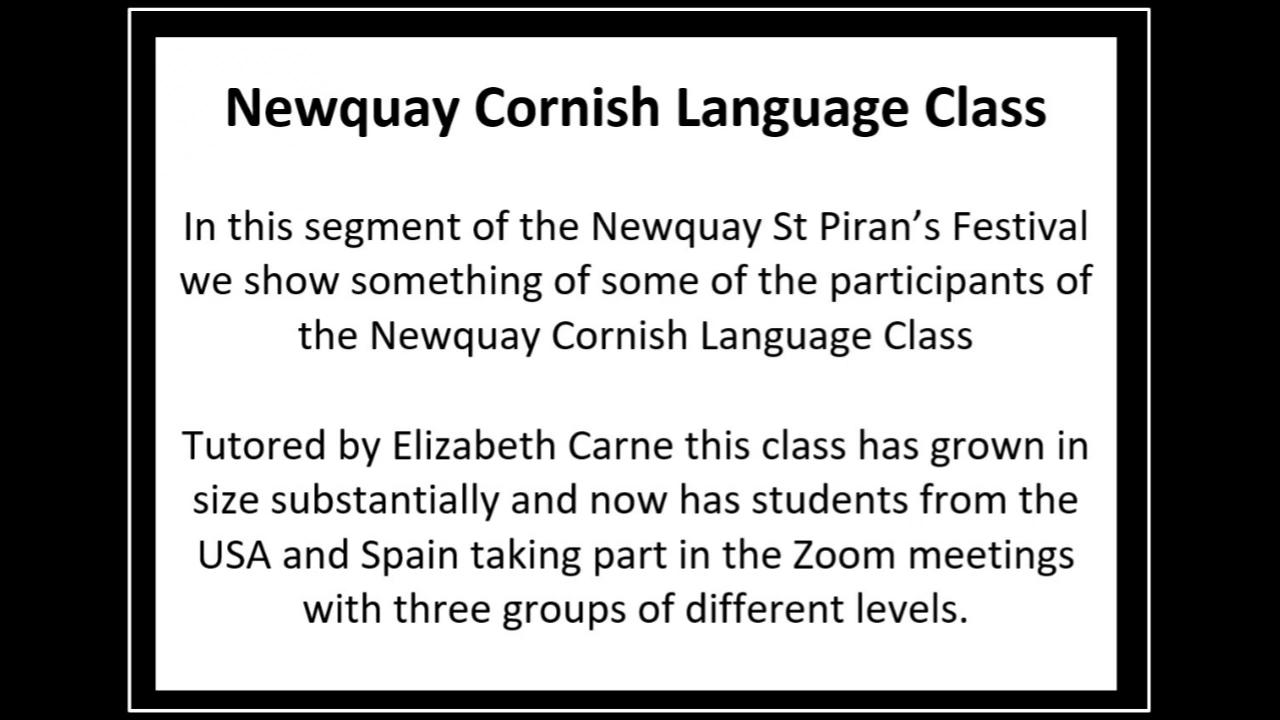 Newquay Cornish Language Class
In this segment of the Newquay St Piran’s Festival
we show something of some of the participants of
the Newquay Cornish Language Class
Tutored by Elizabeth Carne this class has grown in
size substantially and now has students from the
USA and Spain taking part in the Zoom meetings
with three groups of different levels.